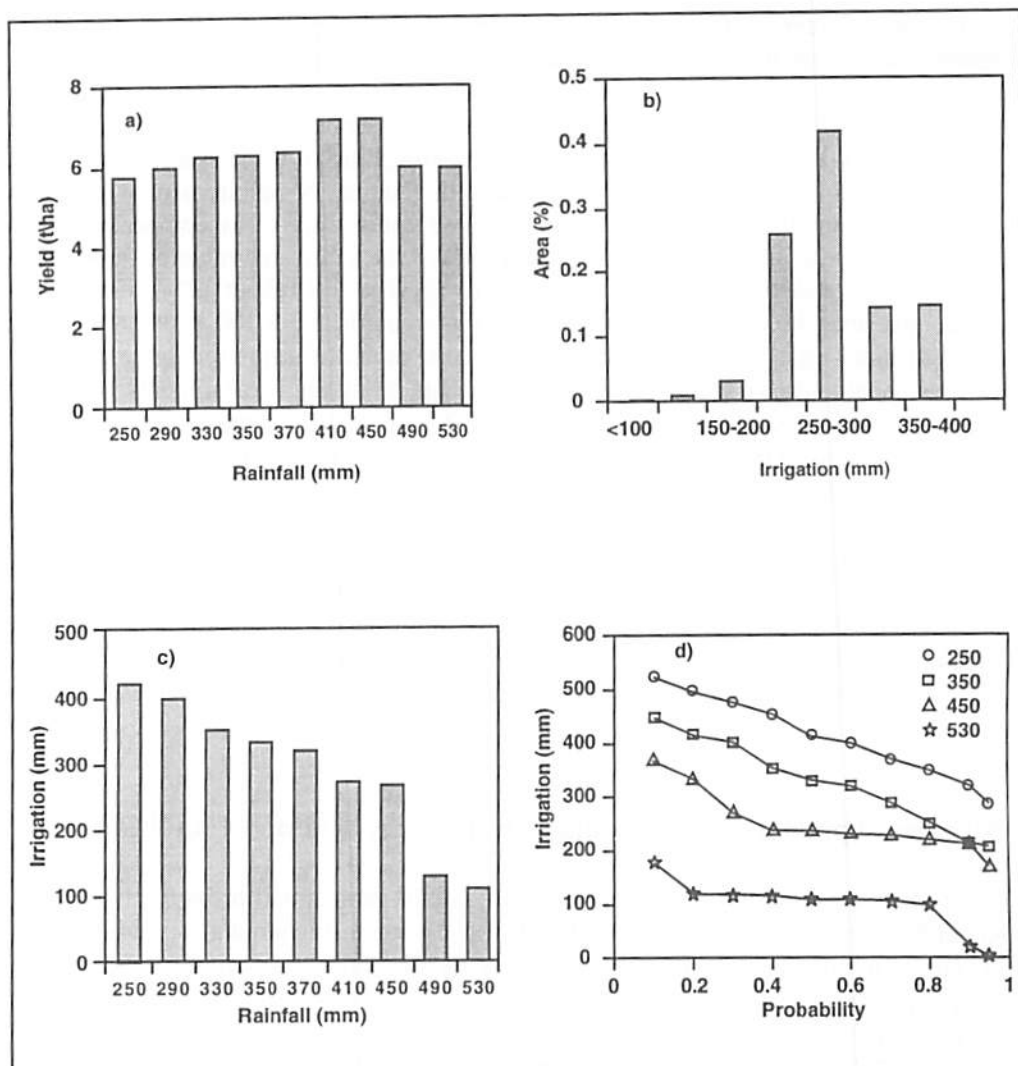 a)
8
6
4
2
0
Yield (t\ha)
250 290 330 350 370 410 450 490 530
Rainfall (mm)
b)
0.5
0.4
0.3
0.2
0.1
0
Area (%)
<100 150-200 250-300 350-400
Irrigation (mm)
c)
500
400
300
200
100
0
Irrigation (mm)
250 290 330 350 370 410 450 490 530
Rainfall (mm)
d)
600
500
400
300
200
100
0
Irrigation (mm)
250
350
450
530
0 0.2 0.4 0.6 0.8 1
Probability